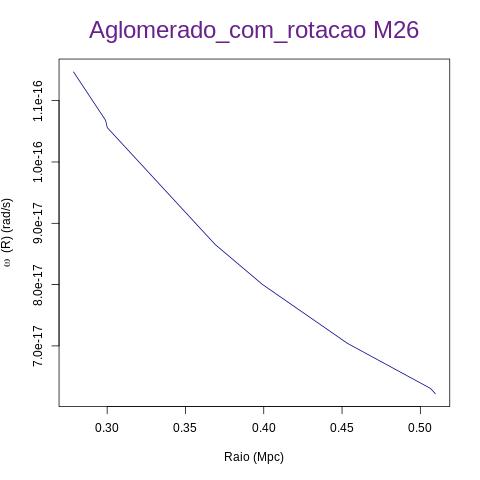 Aglomerado_com_rotacao M26
ω (R) (rad/s)
1.1e-16
1.0e-16
9.0e-17
8.0e-17
7.0e-17
0.30 0.35 0.40 0.45 0.50
Raio (Mpc)